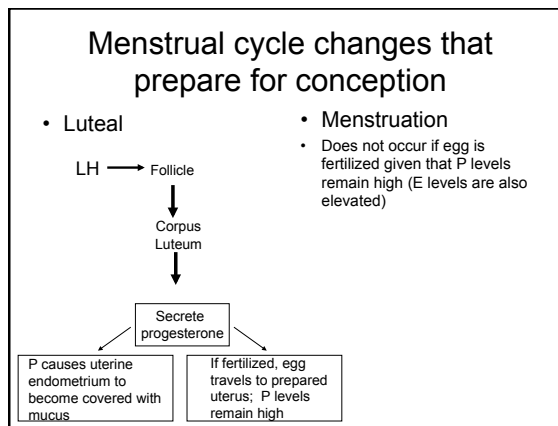 Menstrual cycle changes that
prepare for conception
• Luteal
LH
Follicle
Corpus
Luteum
Secrete
progesterone
P causes uterine
endometrium to
become covered with
mucus
If fertilized, egg
travels to prepared
uterus; P levels
remain high
• Menstruation
• Does not occur if egg is
fertilized given that P levels
remain high (E levels are also
elevated)